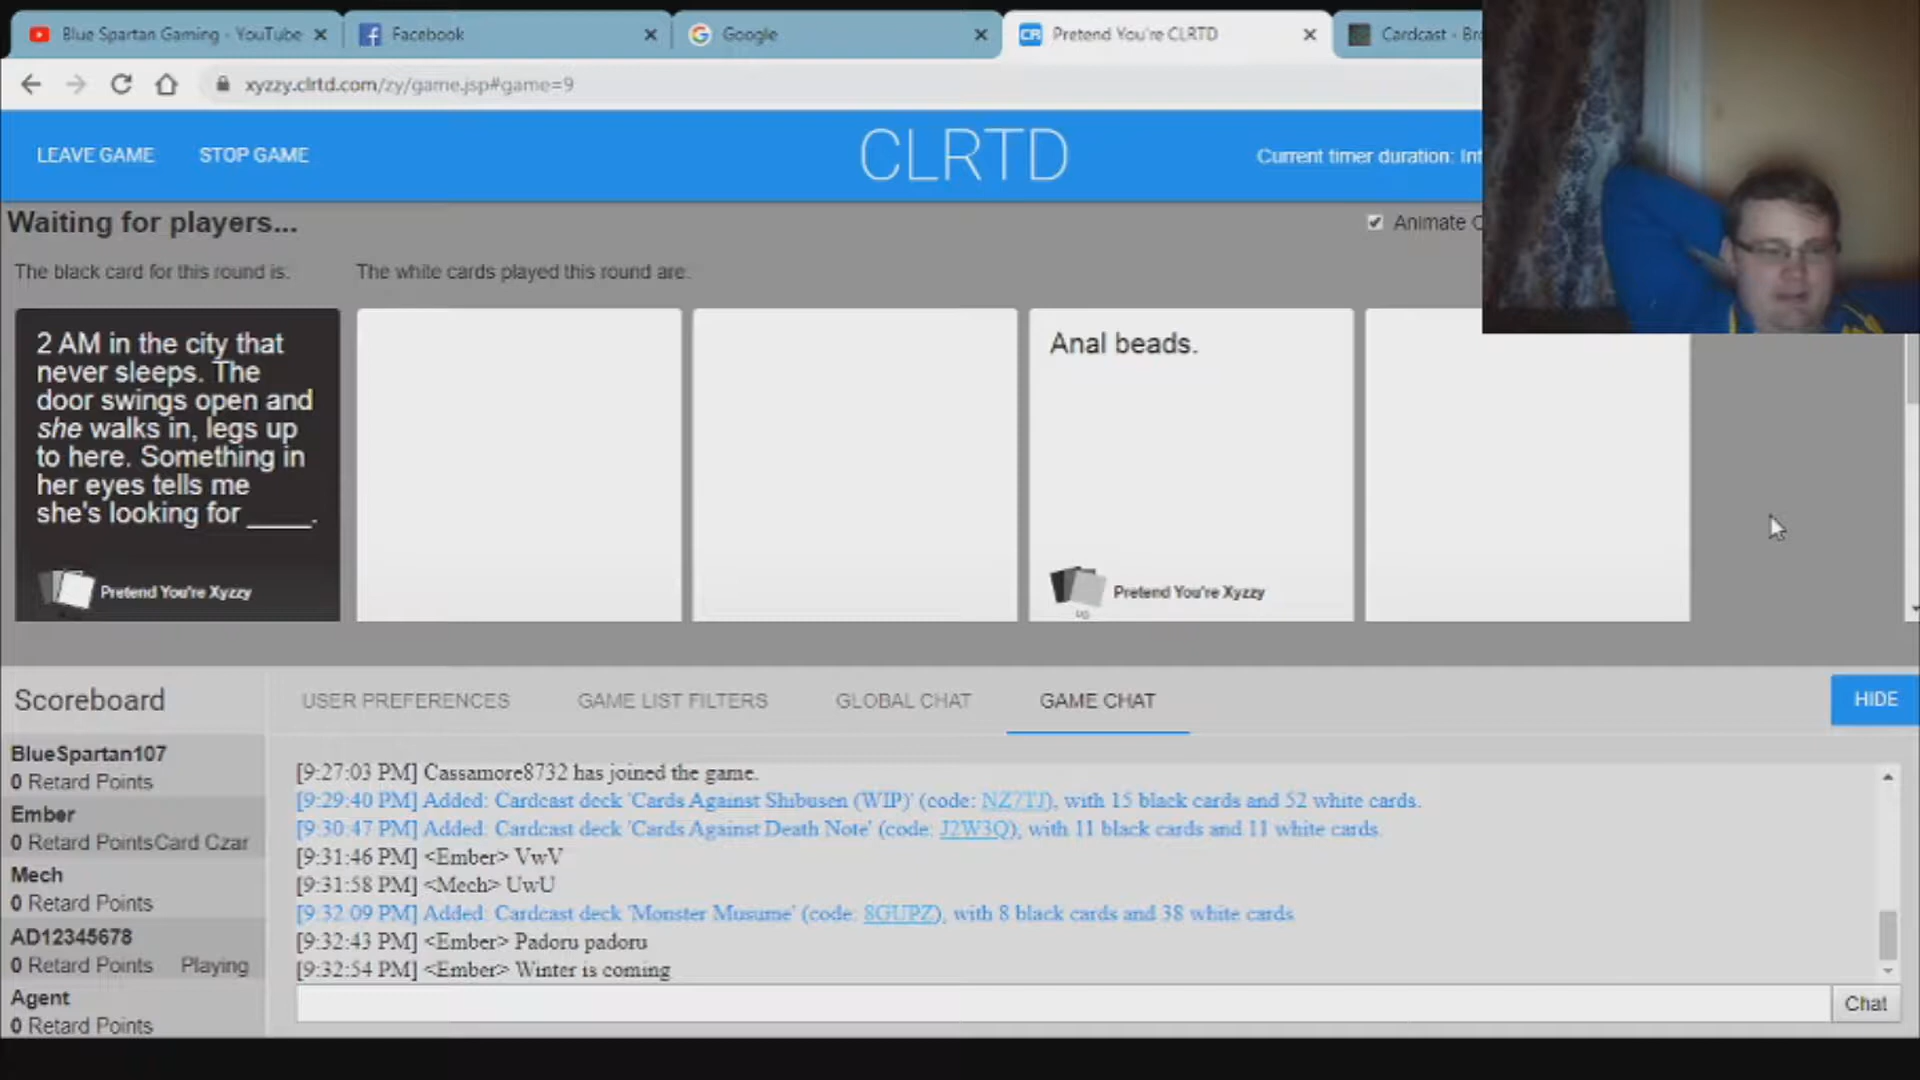 Blue Spartan Gaming - YouTube
Facebook
Google
CR Pretend You're CLRTD
Cardcast - Bro
xyzzy.clrtd.com/zy/game.jsp#game=9
LEAVE GAME STOP GAME
CLRTD
Current timer duration: Inf
Waiting for players...
Animate C
The black card for this round is:
The white cards played this round are:
2 AM in the city that
never sleeps. The
door swings open and
she walks in, legs up
to here. Something in
her eyes tells me
she's looking for ____.
Pretend You're Xyzzy
Anal beads.
Pretend You're Xyzzy
US
Scoreboard
USER PREFERENCES GAME LIST FILTERS GLOBAL CHAT GAME CHAT
HIDE
BlueSpartan107
0 Retard Points
Ember
0 Retard Points Card Czar
Mech
0 Retard Points
AD12345678
0 Retard Points Playing
Agent
0 Retard Points
[9:27:03 PM] Cassamore8732 has joined the game.
[9:29:40 PM] Added: Cardcast deck 'Cards Against Shibusen (WIP)' (code: NZ7TJ), with 15 black cards and 52 white cards.
[9:30:47 PM] Added: Cardcast deck 'Cards Against Death Note' (code: J2W3Q), with 11 black cards and 11 white cards.
[9:31:46 PM] <Ember> VwV
[9:31:58 PM] <Mech> UwU
[9:32:09 PM] Added: Cardcast deck 'Monster Musume' (code: 8GUPZ), with 8 black cards and 38 white cards.
[9:32:43 PM] <Ember> Padoru padoru
[9:32:54 PM] <Ember> Winter is coming
Chat